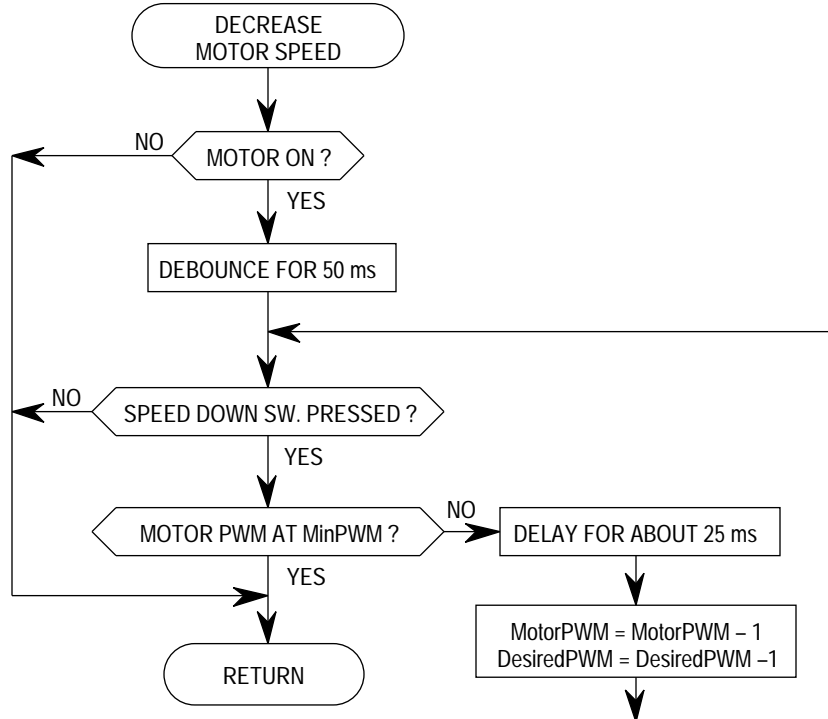 DECREASE
MOTOR SPEED
NO
MOTOR ON ?
YES
DEBOUNCE FOR 50 ms
NO
SPEED DOWN SW. PRESSED ?
YES
MOTOR PWM AT MinPWM ?
NO
DELAY FOR ABOUT 25 ms
YES
MotorPWM = MotorPWM – 1
DesiredPWM = DesiredPWM –1
RETURN